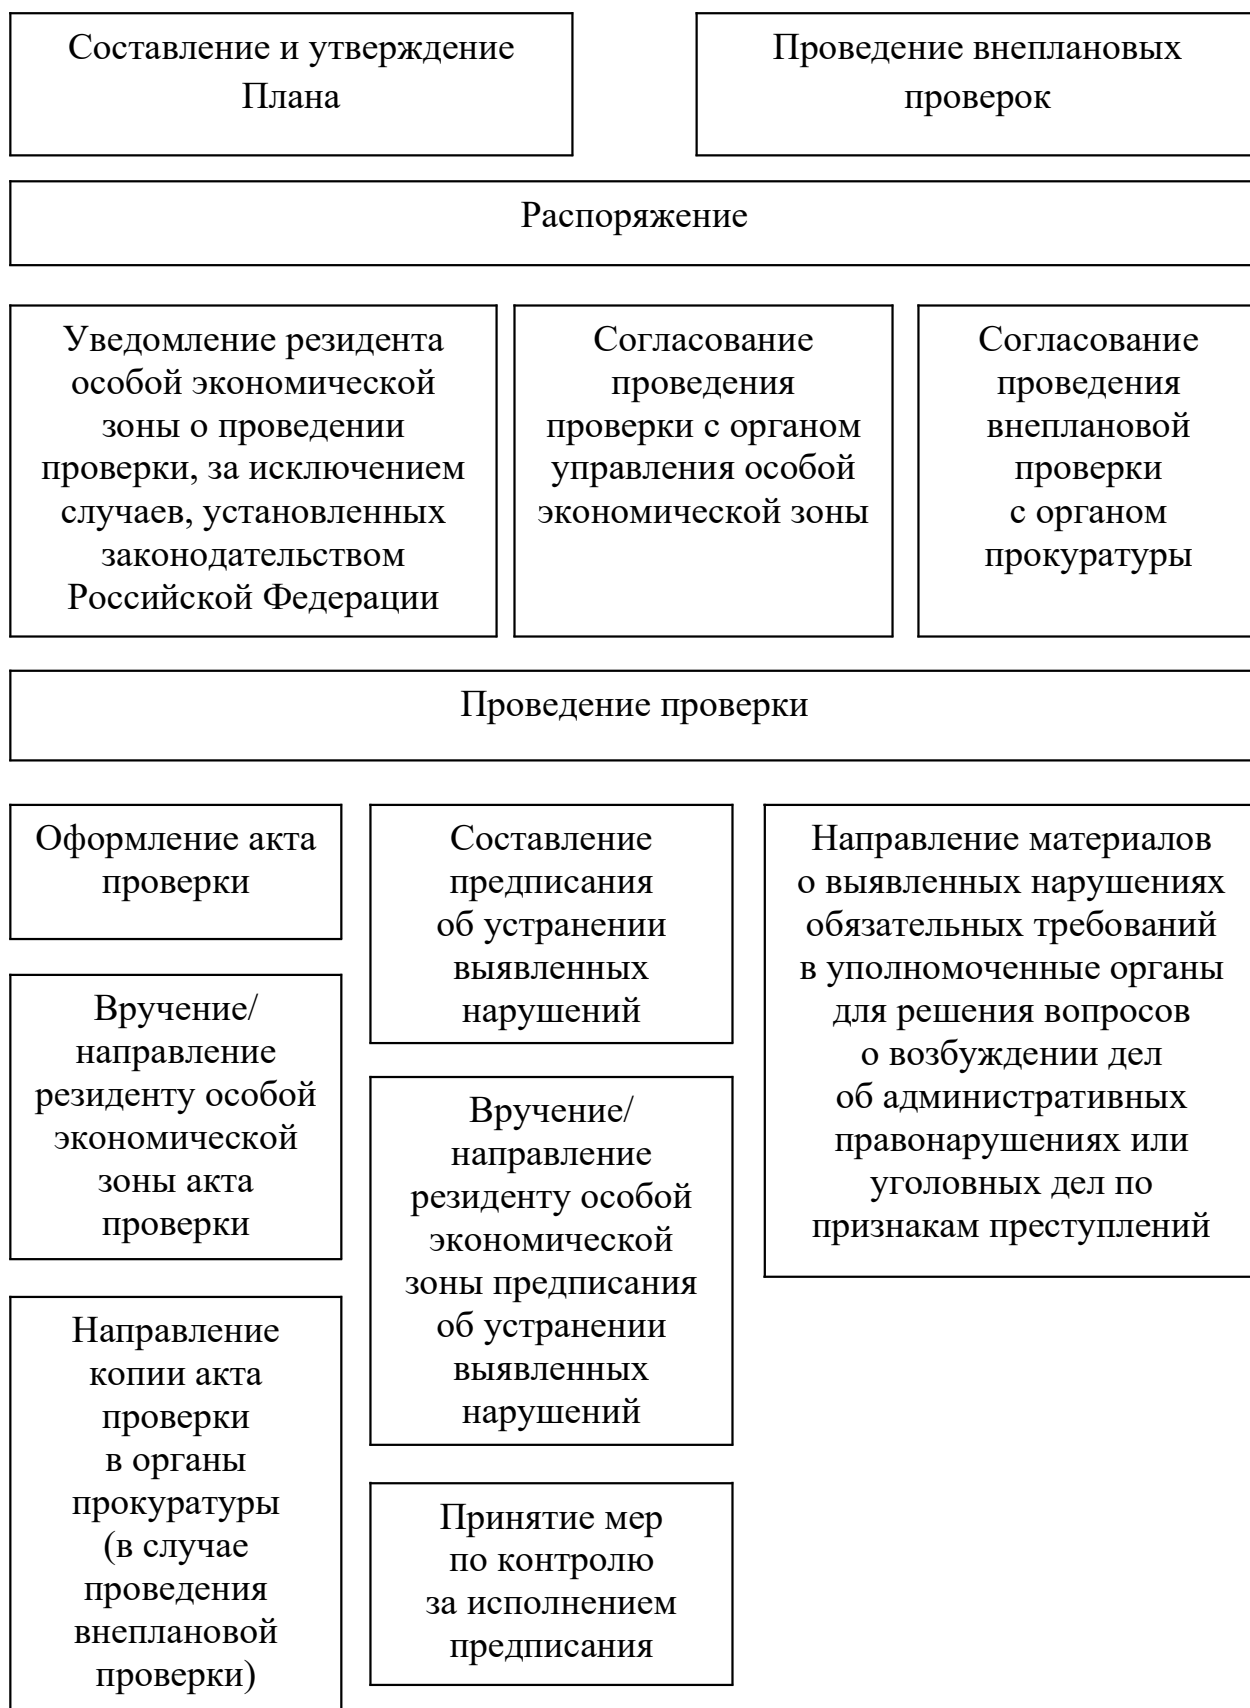 Составление и утверждение
Плана
Проведение внеплановых
проверок
Распоряжение
Уведомление резидента
особой экономической
зоны о проведении
проверки, за исключением
случаев, установленных
законодательством
Российской Федерации
Согласование
проведения
проверки с органом
управления особой
экономической зоны
Согласование
проведения
внеплановой
проверки
с органом
прокуратуры
Проведение проверки
Оформление акта
проверки
Вручение/
направление
резиденту особой
экономической
зоны акта
проверки
Направление
копии акта
проверки
в органы
прокуратуры
(в случае
проведения
внеплановой
проверки)
Составление
предписания
об устранении
выявленных
нарушений
Вручение/
направление
резиденту особой
экономической
зоны предписания
об устранении
выявленных
нарушений
Принятие мер
по контролю
за исполнением
предписания
Направление материалов
о выявленных нарушениях
обязательных требований
в уполномоченные органы
для решения вопросов
о возбуждении дел
об административных
правонарушениях или
уголовных дел по
признакам преступлений